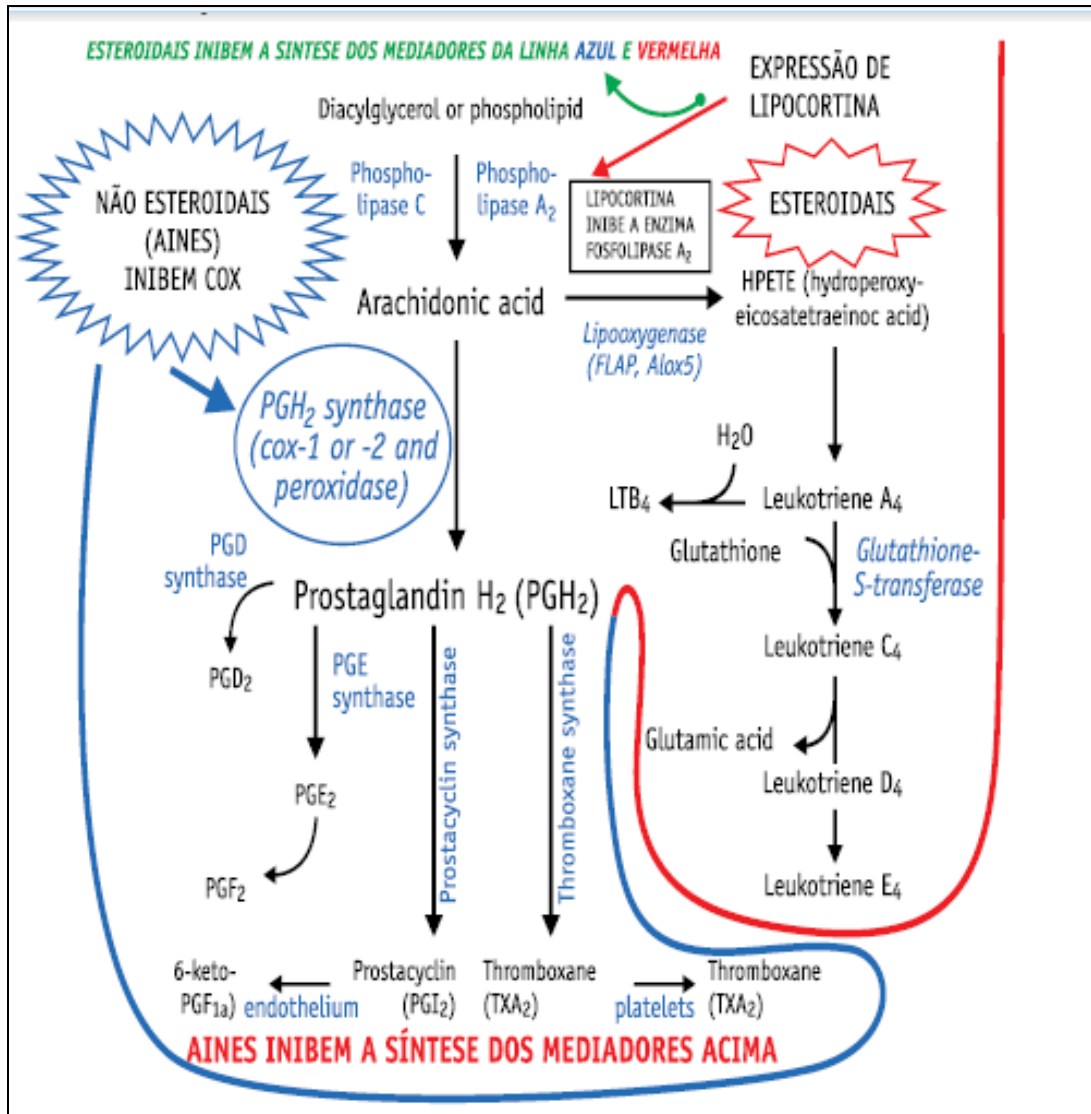 ESTEROIDAIS INIBEM A SINTESE DOS MEDIADORES DA LINHA AZUL E VERMELHA
EXPRESSÃO DE
LIPOCORTINA
Diacylglycerol or phospholipid
NÃO ESTEROIDAIS
(AINES)
INIBEM COX
Phospho-
lipase C
Phospho-
lipase A₂
LIPOCORTINA
INIBE A ENZIMA
FOSFOLIPASE A₂
ESTEROIDAIS
Arachidonic acid
HPETE (hydroperoxy-
eicosatetraeinoc acid)
Lipooxygenase
(FLAP, Alox5)
PGH₂ synthase
(cox-1 or -2 and
peroxidase)
H₂O
LTB₄
Leukotriene A₄
Glutathione
Glutathione-
S-transferase
PGD
synthase
Prostaglandin H₂ (PGH₂)
Leukotriene C₄
PGD₂
PGE
synthase
Prostacyclin synthase
Thromboxane synthase
Glutamic acid
Leukotriene D₄
PGE₂
PGF₂
Leukotriene E₄
6-keto-
PGF₁ₐ)
endothelium
Prostacyclin
(PGI₂)
Thromboxane
(TXA₂)
platelets
Thromboxane
(TXA₂)
AINES INIBEM A SÍNTESE DOS MEDIADORES ACIMA